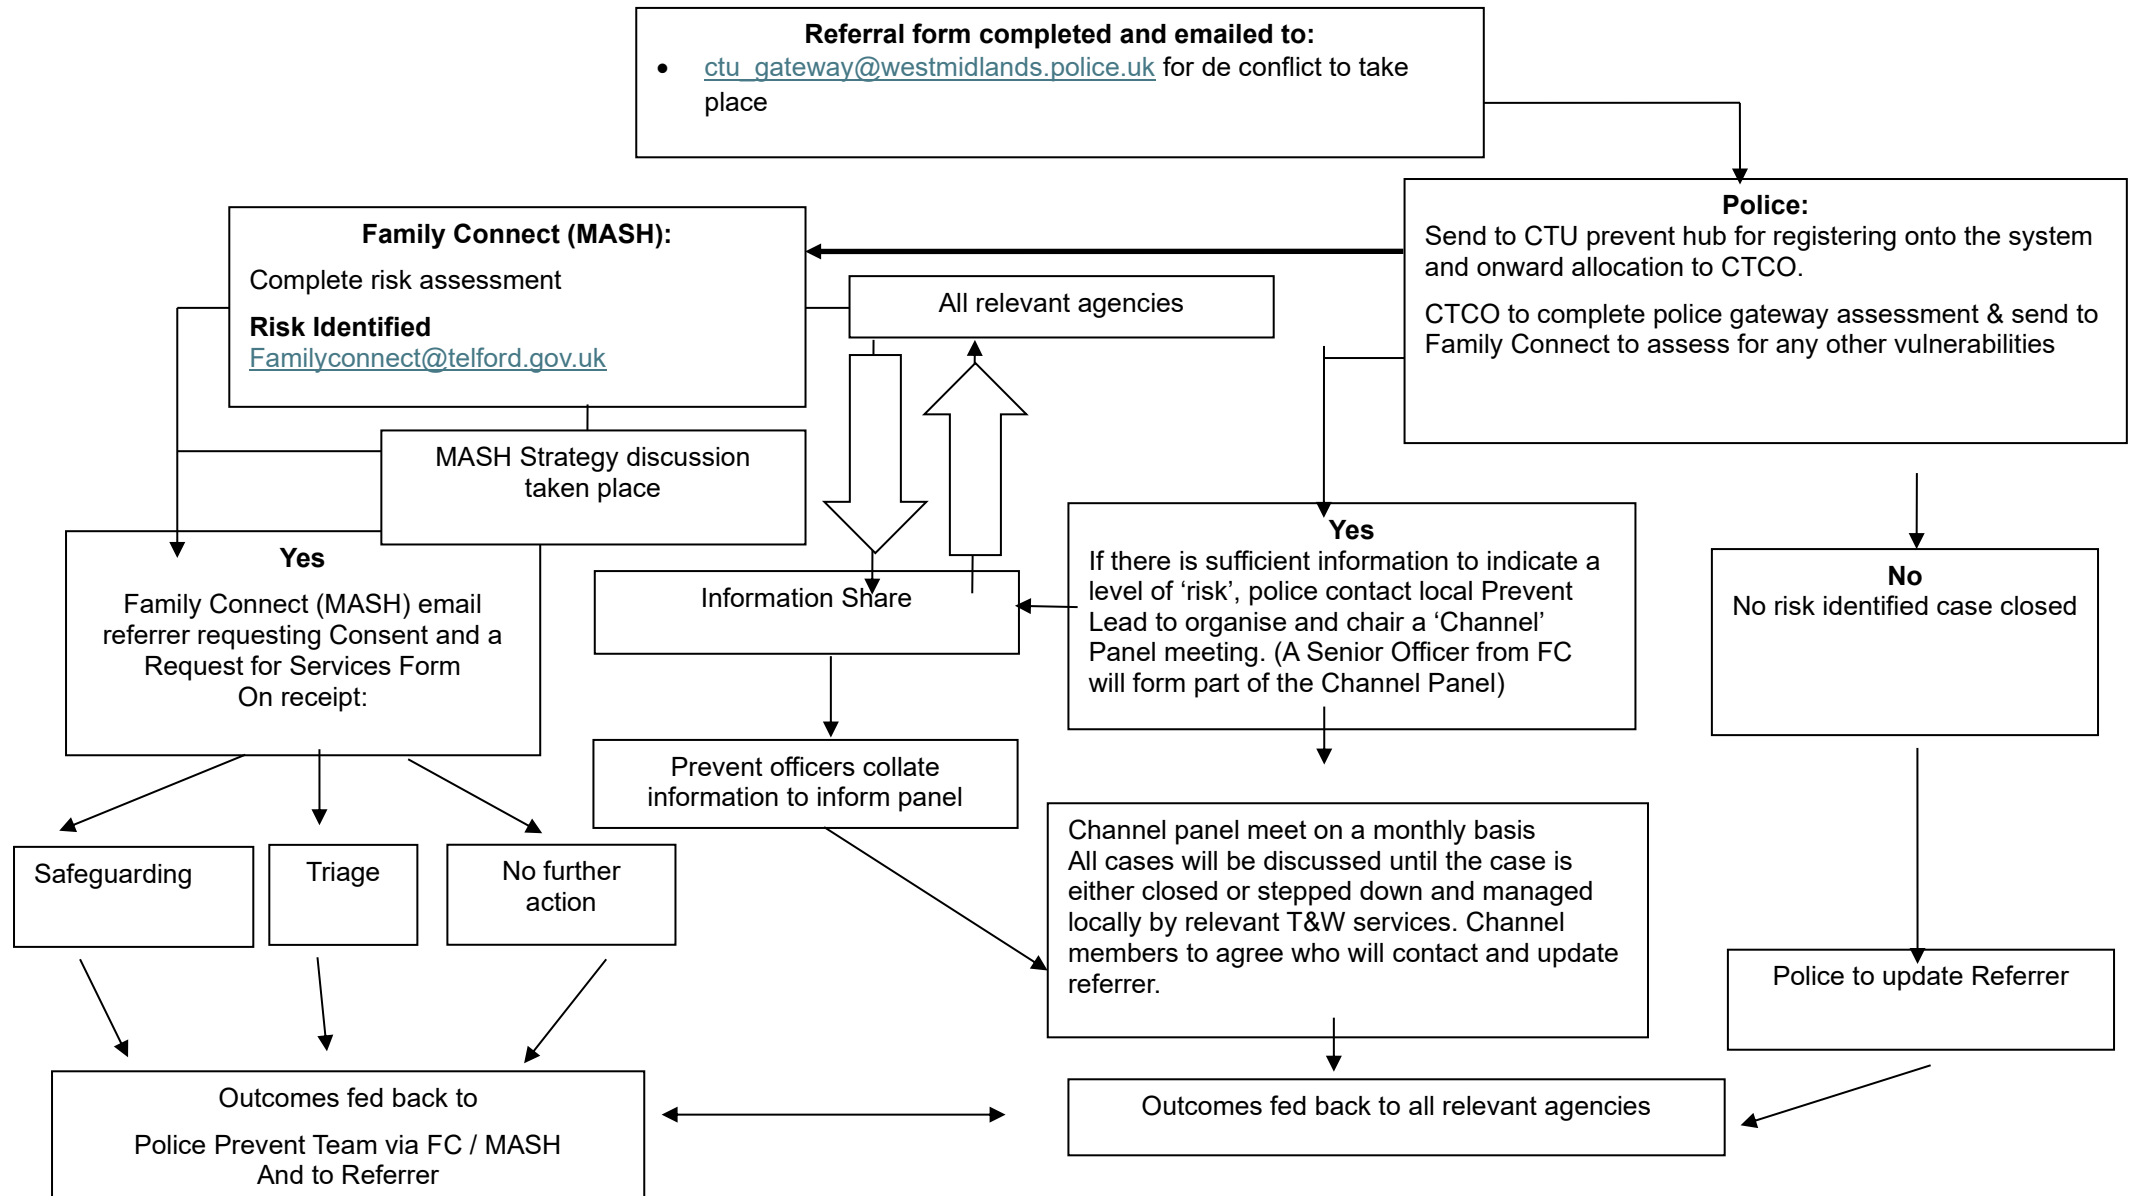 Referral form completed and emailed to:
• ctu_gateway@westmidlands.police.uk for de conflict to take
place
Police:
Send to CTU prevent hub for registering onto the system
and onward allocation to CTCO.
CTCO to complete police gateway assessment & send to
Family Connect to assess for any other vulnerabilities
Family Connect (MASH):
Complete risk assessment
Risk Identified
Familyconnect@telford.gov.uk
All relevant agencies
MASH Strategy discussion
taken place
Yes
Family Connect (MASH) email
referrer requesting Consent and a
Request for Services Form
On receipt:
Information Share
Yes
If there is sufficient information to indicate a
level of ‘risk’, police contact local Prevent
Lead to organise and chair a ‘Channel’
Panel meeting. (A Senior Officer from FC
will form part of the Channel Panel)
No
No risk identified case closed
Prevent officers collate
information to inform panel
Safeguarding
Triage
No further
action
Channel panel meet on a monthly basis
All cases will be discussed until the case is
either closed or stepped down and managed
locally by relevant T&W services. Channel
members to agree who will contact and update
referrer.
Police to update Referrer
Outcomes fed back to
Police Prevent Team via FC / MASH
And to Referrer
Outcomes fed back to all relevant agencies